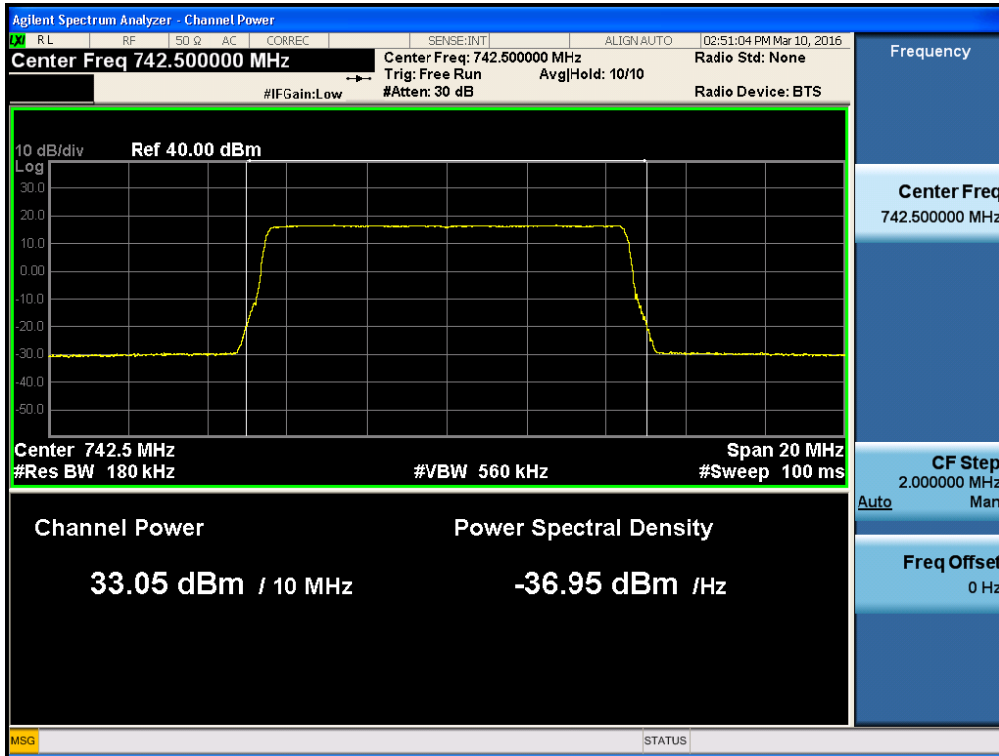 Agilent Spectrum Analyzer - Channel Power
LXI RL RF 50 Ω AC CORREC SENSE:INT ALIGN AUTO 02:51:04 PM Mar 10, 2016
Center Freq 742.500000 MHz
Center Freq: 742.500000 MHz
Radio Std: None
Trig: Free Run Avg|Hold: 10/10
#IFGain:Low
#Atten: 30 dB
Radio Device: BTS
10 dB/div Ref 40.00 dBm
Log
30.0
20.0
10.0
0.00
-10.0
-20.0
-30.0
-40.0
-50.0
Center 742.5 MHz Span 20 MHz
#Res BW 180 kHz #VBW 560 kHz #Sweep 100 ms
Channel Power Power Spectral Density
33.05 dBm / 10 MHz -36.95 dBm /Hz
Frequency
Center Freq
742.500000 MHz
CF Step
2.000000 MHz
Auto Man
Freq Offset
0 Hz
MSG STATUS